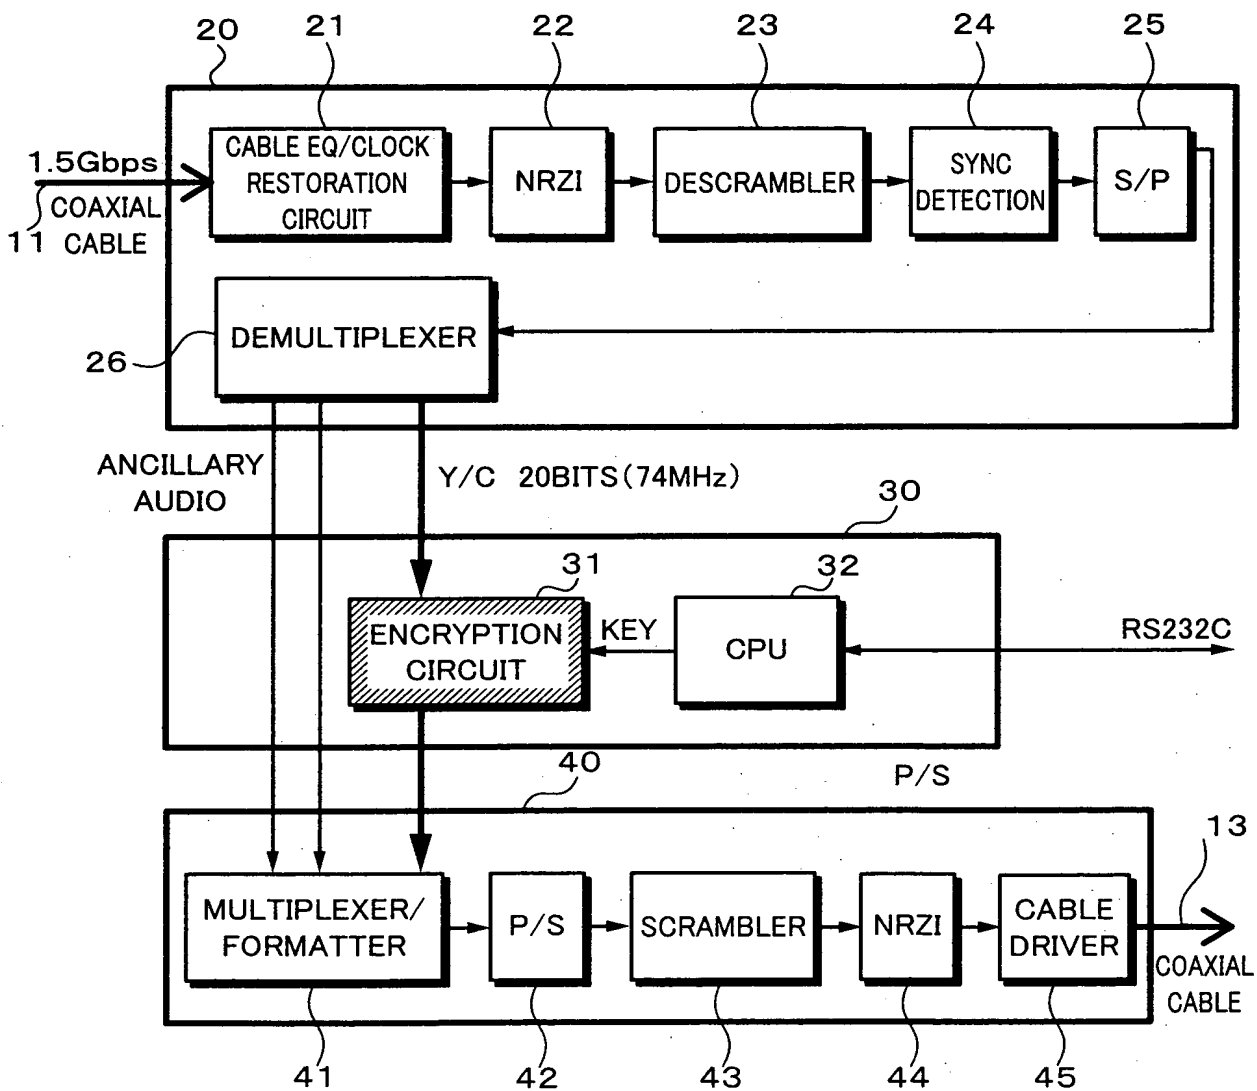 20
21
22
23
24
25
1.5Gbps
CABLE EQ/CLOCK
RESTORATION
CIRCUIT
NRZI
DESCRAMBLER
SYNC
DETECTION
S/P
11
COAXIAL
CABLE
DEMULTIPLEXER
26
ANCILLARY
AUDIO
Y/C 20BITS(74MHz)
30
31
32
ENCRYPTION
CIRCUIT
KEY
CPU
RS232C
40
P/S
13
MULTIPLEXER/
FORMATTER
P/S
SCRAMBLER
NRZI
CABLE
DRIVER
COAXIAL
CABLE
41
42
43
44
45